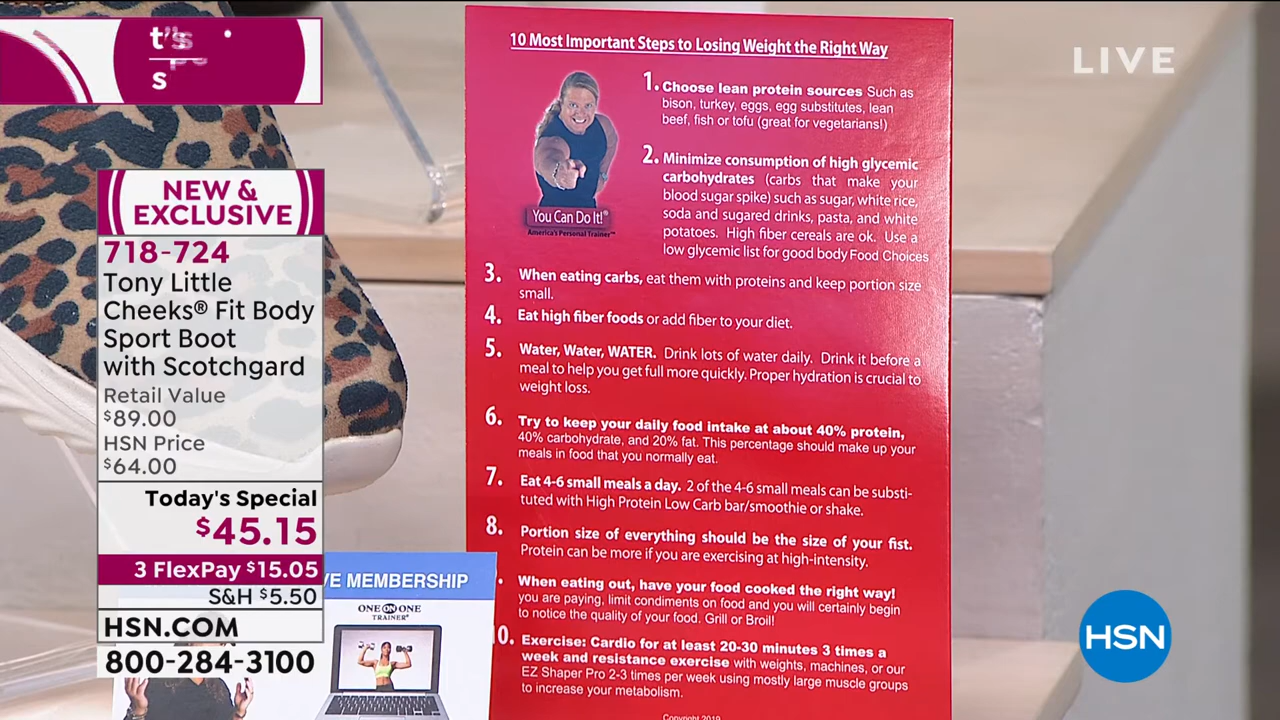 t's
s
NEW &
EXCLUSIVE
718-724
Tony Little
Cheeks® Fit Body
Sport Boot
with Scotchgard
Retail Value
$89.00
HSN Price
$64.00
Today's Special
$45.15
3 FlexPay $15.05
S&H $5.50
HSN.COM
800-284-3100
LIVE
HSN
10 Most Important Steps to Losing Weight the Right Way
You Can Do It!®
America's Personal Trainer™
1. Choose lean protein sources Such as
bison, turkey, eggs, egg substitutes, lean
beef, fish or tofu (great for vegetarians!)
2. Minimize consumption of high glycemic
carbohydrates (carbs that make your
blood sugar spike) such as sugar, white rice,
soda and sugared drinks, pasta, and white
potatoes. High fiber cereals are ok. Use a
low glycemic list for good body Food Choices
3. When eating carbs, eat them with proteins and keep portion size
small.
4. Eat high fiber foods or add fiber to your diet.
5. Water, Water, WATER. Drink lots of water daily. Drink it before a
meal to help you get full more quickly. Proper hydration is crucial to
weight loss.
6. Try to keep your daily food intake at about 40% protein,
40% carbohydrate, and 20% fat. This percentage should make up your
meals in food that you normally eat.
7. Eat 4-6 small meals a day. 2 of the 4-6 small meals can be substi-
tuted with High Protein Low Carb bar/smoothie or shake.
8. Portion size of everything should be the size of your fist.
Protein can be more if you are exercising at high-intensity.
. When eating out, have your food cooked the right way!
you are paying, limit condiments on food and you will certainly begin
to notice the quality of your food. Grill or Broil!
10. Exercise: Cardio for at least 20-30 minutes 3 times a
week and resistance exercise with weights, machines, or our
EZ Shaper Pro 2-3 times per week using mostly large muscle groups
to increase your metabolism.
Copyright 2019
VE MEMBERSHIP
ONE ON ONE
TRAINER®